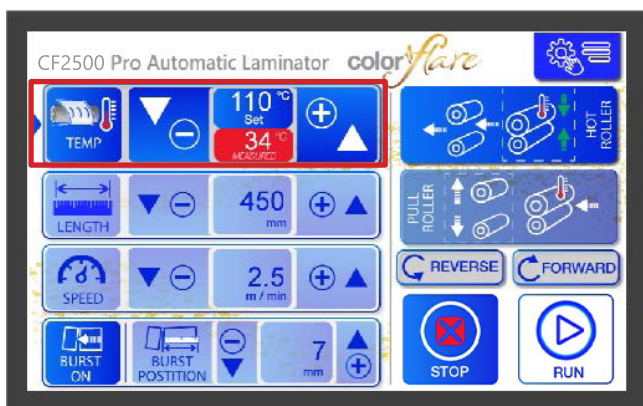 CF2500 Pro Automatic Laminator
colorflare
TEMP
110 °C
Set
34 °C
MEASURED
HOT
ROLLER
LENGTH
450
mm
PULL
ROLLER
REVERSE
FORWARD
SPEED
2.5
m / min
BURST
ON
BURST
POSTITION
7
mm
STOP
RUN